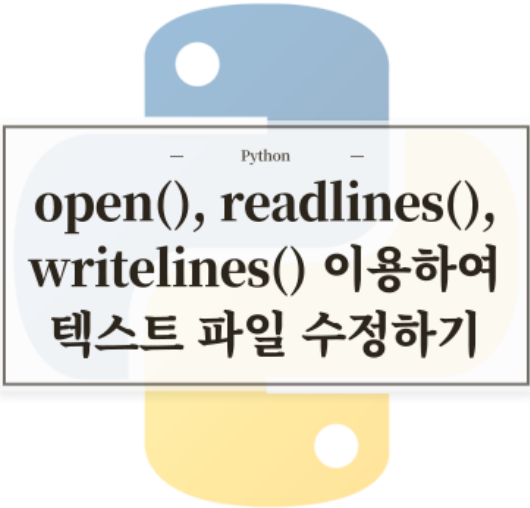 — Python —
open(), readlines(),
writelines() 이용하여
텍스트 파일 수정하기